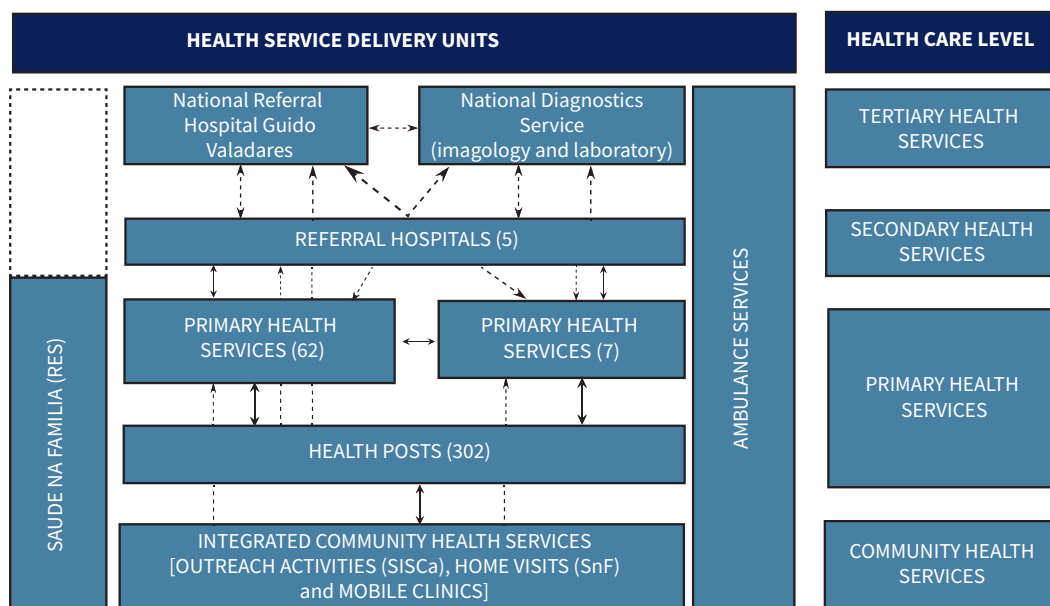 HEALTH SERVICE DELIVERY UNITS
HEALTH CARE LEVEL
National Referral
Hospital Guido
Valadares
National Diagnostics
Service
(imagology and laboratory)
TERTIARY HEALTH
SERVICES
REFERRAL HOSPITALS (5)
SECONDARY HEALTH
SERVICES
PRIMARY HEALTH
SERVICES (62)
PRIMARY HEALTH
SERVICES (7)
PRIMARY HEALTH
SERVICES
HEALTH POSTS (302)
INTEGRATED COMMUNITY HEALTH SERVICES
[OUTREACH ACTIVITIES (SISCa), HOME VISITS (SnF)
and MOBILE CLINICS]
COMMUNITY HEALTH
SERVICES
SAUDE NA FAMILIA (RES)
AMBULANCE SERVICES